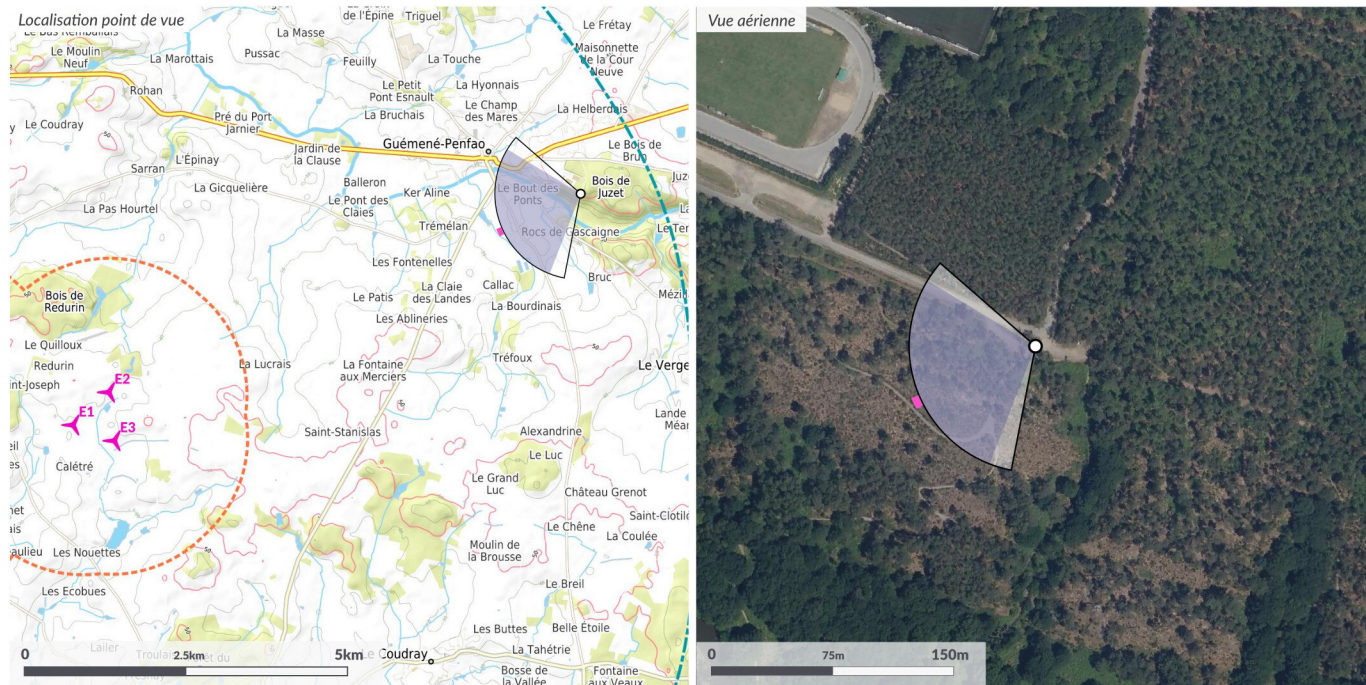 Localisation point de vue
Le Moulin
Neuf
La Marottais
Rohan
Le Coudray
Pré du Port
Jarnier
L'Épinay
Sarran
La Pas Hourtel
La Gicquelière
Jardin de
la Clause
Pussac
La Masse
Feuilly
de l'Épine
Triguel
La Touche
Le Petit
Pont Esnault
La Hyonnais
La Bruchais
Le Champ
des Mares
Guémené-Penfao
Le Frétay
Maisonnette
de la Cour
Neuve
La Helberdais
Le Bois de
Bruc
Bois de
Juzet
Balleron
Ker Aline
Le Pont des
Claies
Trémélan
Le Bout des
Ponts
Rocs de Gascaigne
Bruc
Les Fontenelles
La Claie
des Landes
Callac
Le Patis
La Bourdinais
Les Ablineries
Bois de
Redurin
50
Le Quilloux
Redurin
E2
E1
E3
Calétré
La Lucrais
La Fontaine
aux Merciers
Tréfoux
Le Verge
50
Saint-Stanislas
Alexandrine
Le Luc
Le Grand
Luc
Château Grenot
Le Chêne
La Coulée
Moulin de
la Brousse
Les Nouettes
Les Ecobues
Le Breil
Les Buttes
Belle Étoile
La Tahétrie
Coudray
Bosse de
la Vallée
Fontaine
aux Veaux
0
2.5km
5km
Vue aérienne
0
75m
150m